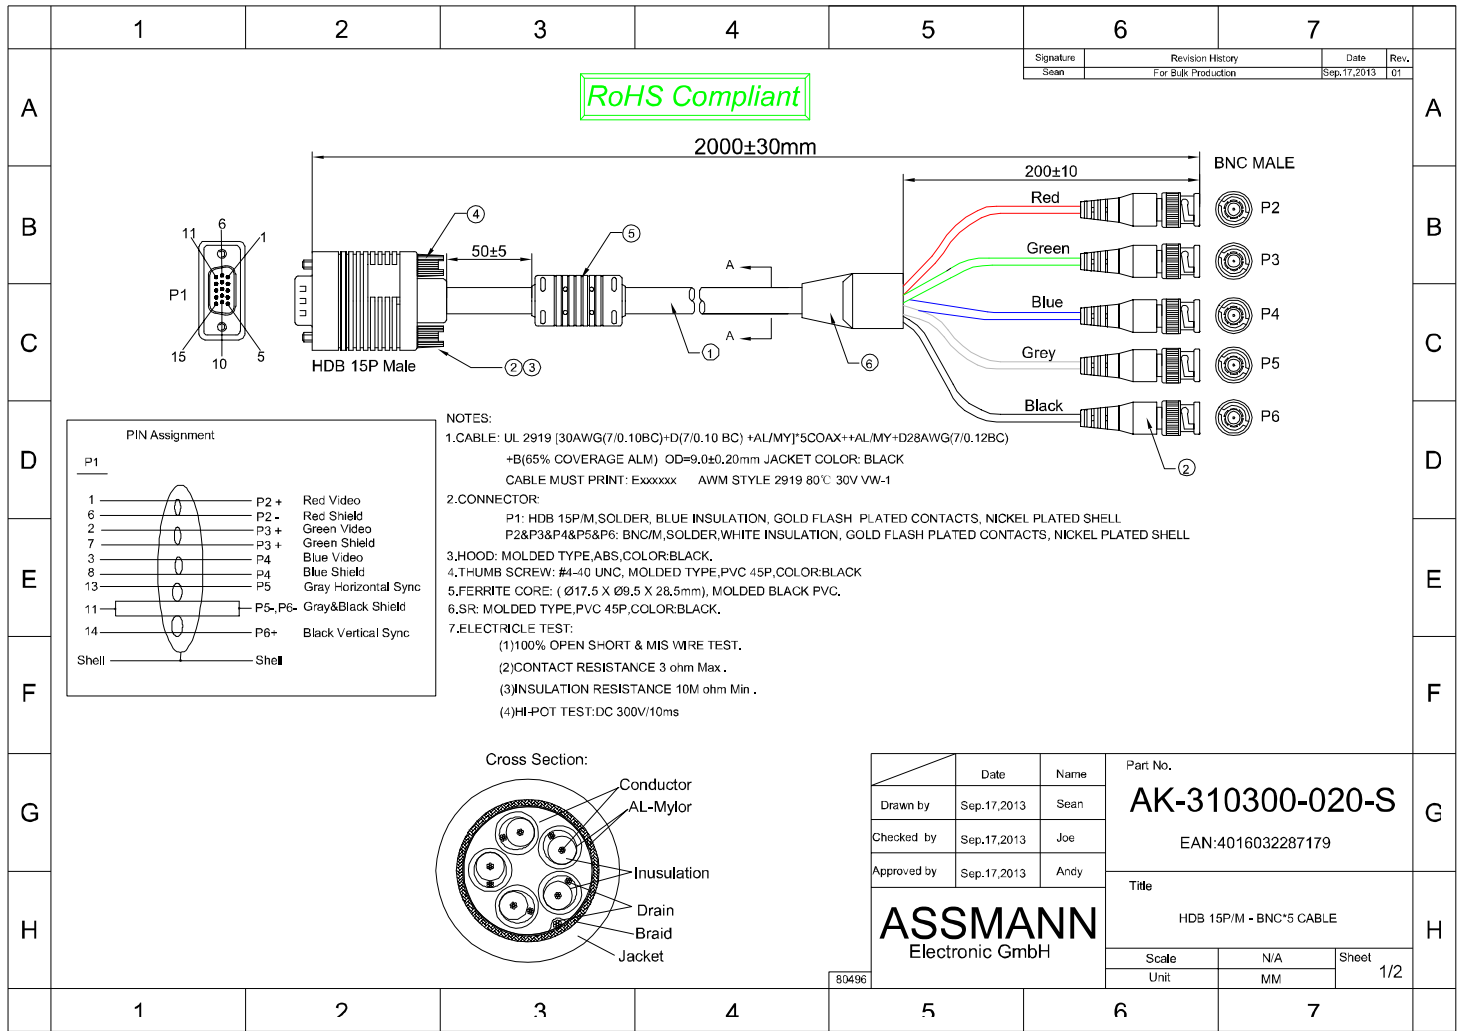 1 2 3 4 5 6 7
Signature Revision History Date Rev.
Sean For Bulk Production Sep.17,2013 01
A A
RoHS Compliant
2000±30mm
BNC MALE
200±10
Red P2
B B
4
5
6
11 1
50±5
Green P3
A
P1
Blue P4
C C
A
15 10 5
1
6
Grey P5
HDB 15P Male
2 3
Black P6
2
D D
PIN Assignment
P1
1 P2 + Red Video
6 P2 - Red Shield
2 P3 + Green Video
7 P3 + Green Shield
3 P4 Blue Video
8 P4 Blue Shield
13 P5 Gray Horizontal Sync
11 P5-,P6- Gray&Black Shield
14 P6+ Black Vertical Sync
Shell Shell
NOTES:
1.CABLE: UL 2919 [30AWG(7/0.10BC)+D(7/0.10 BC) +AL/MY]*5COAX++AL/MY+D28AWG(7/0.12BC)
+B(65% COVERAGE ALM) OD=9.0±0.20mm JACKET COLOR: BLACK
CABLE MUST PRINT: Exxxxxx AWM STYLE 2919 80℃ 30V VW-1
2.CONNECTOR:
P1: HDB 15P/M,SOLDER, BLUE INSULATION, GOLD FLASH PLATED CONTACTS, NICKEL PLATED SHELL
P2&P3&P4&P5&P6: BNC/M,SOLDER,WHITE INSULATION, GOLD FLASH PLATED CONTACTS, NICKEL PLATED SHELL
3.HOOD: MOLDED TYPE,ABS,COLOR:BLACK.
4.THUMB SCREW: #4-40 UNC, MOLDED TYPE,PVC 45P,COLOR:BLACK
5.FERRITE CORE: ( Ø17.5 X Ø9.5 X 28.5mm), MOLDED BLACK PVC.
6.SR: MOLDED TYPE,PVC 45P,COLOR:BLACK.
7.ELECTRICLE TEST:
(1)100% OPEN SHORT & MIS WIRE TEST.
(2)CONTACT RESISTANCE 3 ohm Max .
(3)INSULATION RESISTANCE 10M ohm Min .
(4)HI-POT TEST:DC 300V/10ms
E E
F F
Cross Section:
Conductor
AL-Mylor
Inusulation
Drain
Braid
Jacket
G G
H H
Date Name
Drawn by Sep.17,2013 Sean
Checked by Sep.17,2013 Joe
Approved by Sep.17,2013 Andy
Part No.
AK-310300-020-S
EAN:4016032287179
Title
HDB 15P/M - BNC*5 CABLE
ASSMANN
Electronic GmbH
Scale N/A Sheet
Unit MM 1/2
80496
1 2 3 4 5 6 7